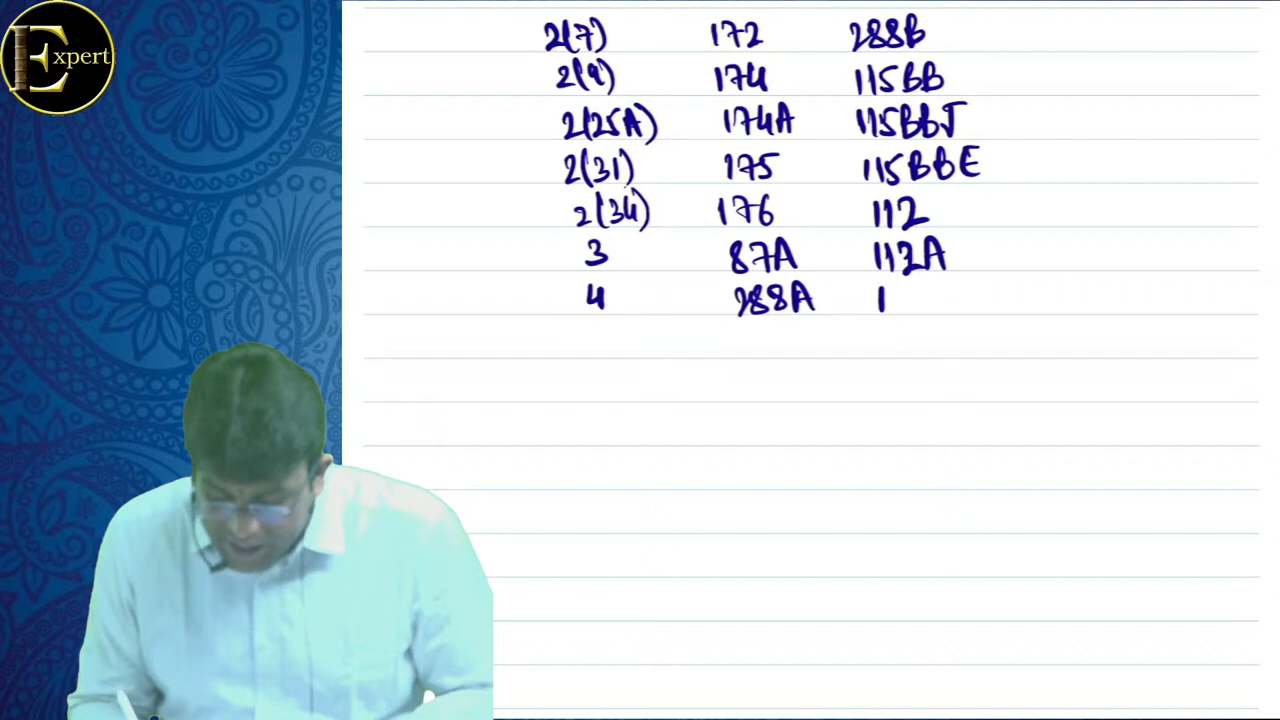 Expert
2(7) 172 288B
2(9) 174 115BB
2(25A) 174A 115BBJ
2(31) 175 115BBE
2(34) 176 112
3 87A 112A
4 288A 1